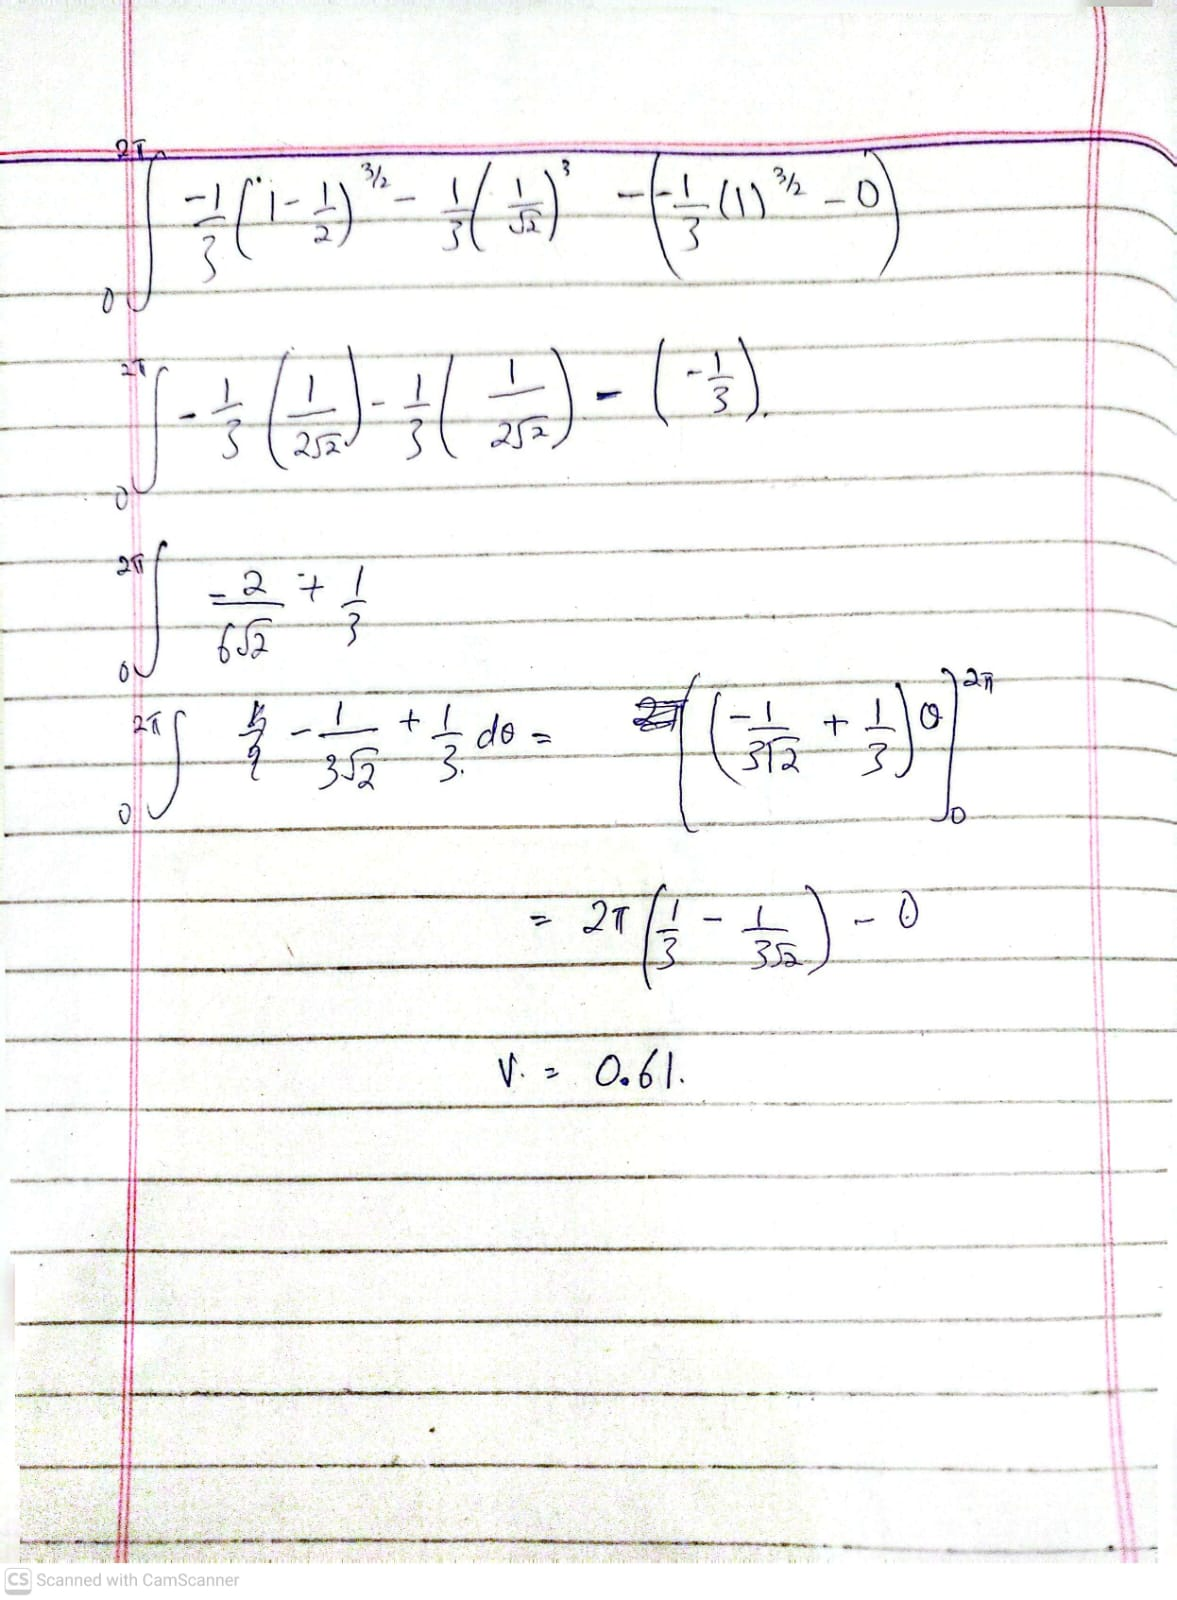 ∫₀^2π -1/3 (1 - 1/2)^3/2 - 1/3 (1/√2)^3 - (-1/3 (1)^3/2 - 0)
∫₀^2π - 1/3 (1/2√2) - 1/3 (1/2√2) - (-1/3).
∫₀^2π -2/6√2 + 1/3
∫₀^2π - 1/3√2 + 1/3. dθ = [(-1/3√2 + 1/3) θ]₀^2π
= 2π (1/3 - 1/3√2) - 0
V. = 0.61.
CS Scanned with CamScanner